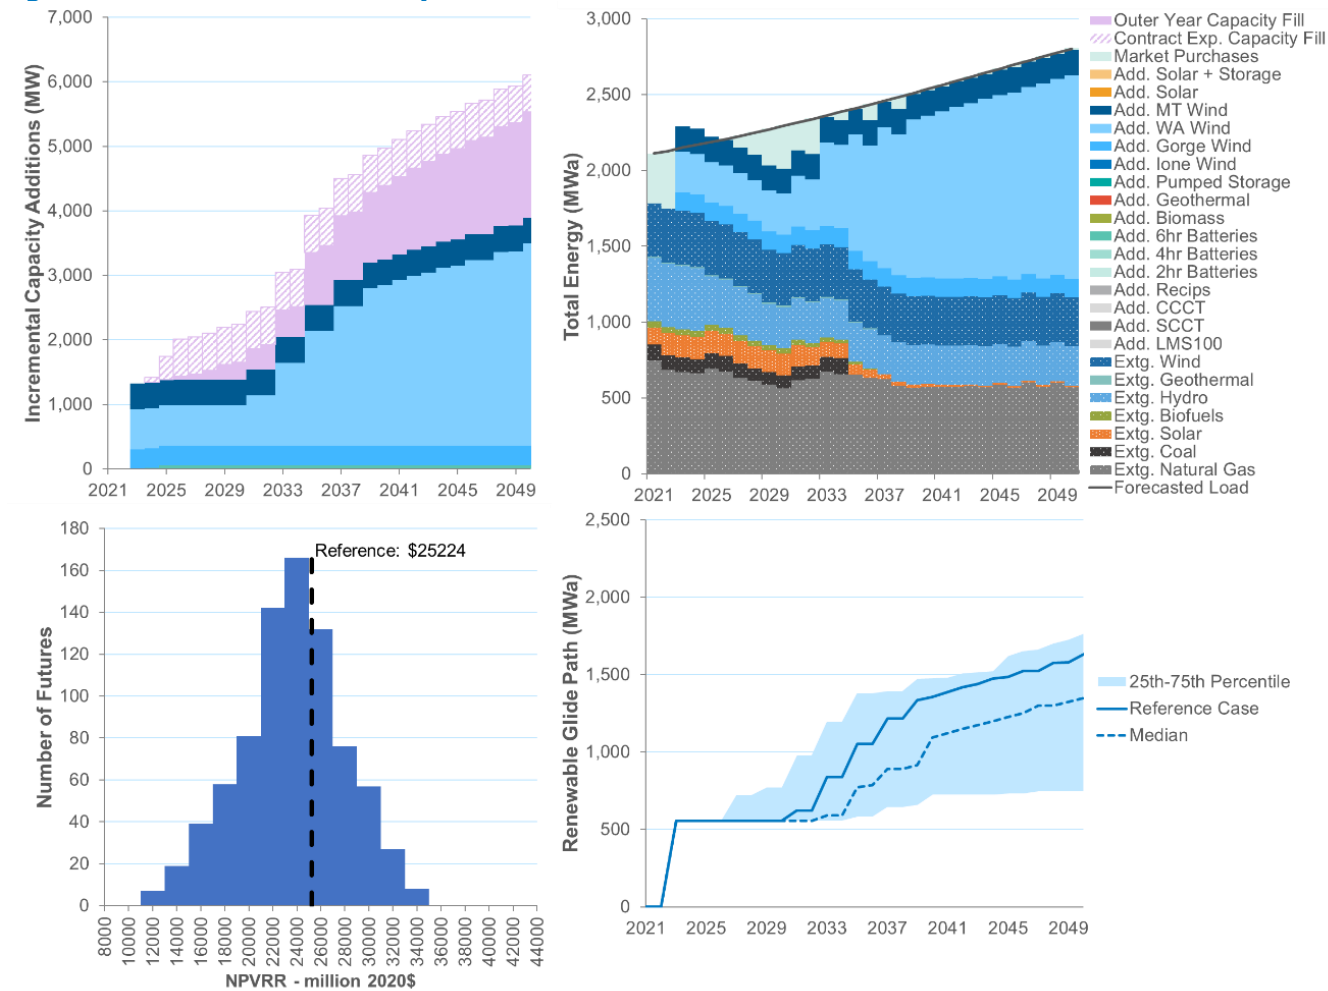 7,000
6,000
5,000
4,000
3,000
2,000
1,000
0
Incremental Capacity Additions (MW)
2021 2025 2029 2033 2037 2041 2045 2049
3,000
2,500
2,000
1,500
1,000
500
0
Total Energy (MWa)
2021 2025 2029 2033 2037 2041 2045 2049
Outer Year Capacity Fill
Contract Exp. Capacity Fill
Market Purchases
Add. Solar + Storage
Add. Solar
Add. MT Wind
Add. WA Wind
Add. Gorge Wind
Add. Ione Wind
Add. Pumped Storage
Add. Geothermal
Add. Biomass
Add. 6hr Batteries
Add. 4hr Batteries
Add. 2hr Batteries
Add. Recips
Add. CCCT
Add. SCCT
Add. LMS100
Extg. Wind
Extg. Geothermal
Extg. Hydro
Extg. Biofuels
Extg. Solar
Extg. Coal
Extg. Natural Gas
Forecasted Load
180
160
140
120
100
80
60
40
20
0
Number of Futures
Reference: $25224
8000 10000 12000 14000 16000 18000 20000 22000 24000 26000 28000 30000 32000 34000 36000 38000 40000 42000 44000
NPVRR - million 2020$
2,500
2,000
1,500
1,000
500
0
Renewable Glide Path (MWa)
2021 2025 2029 2033 2037 2041 2045 2049
25th-75th Percentile
Reference Case
Median